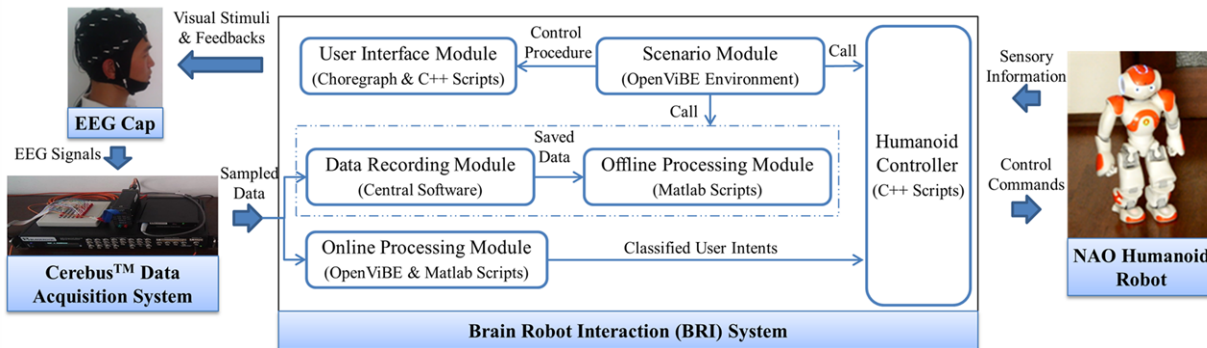 Visual Stimuli
& Feedbacks
EEG Cap
EEG Signals
Cerebus™ Data
Acquisition System
Sampled
Data
User Interface Module
(Choregraph & C++ Scripts)
Control
Procedure
Scenario Module
(OpenViBE Environment)
Call
Call
Data Recording Module
(Central Software)
Saved
Data
Offline Processing Module
(Matlab Scripts)
Online Processing Module
(OpenViBE & Matlab Scripts)
Classified User Intents
Humanoid
Controller
(C++ Scripts)
Brain Robot Interaction (BRI) System
Sensory
Information
Control
Commands
NAO Humanoid
Robot